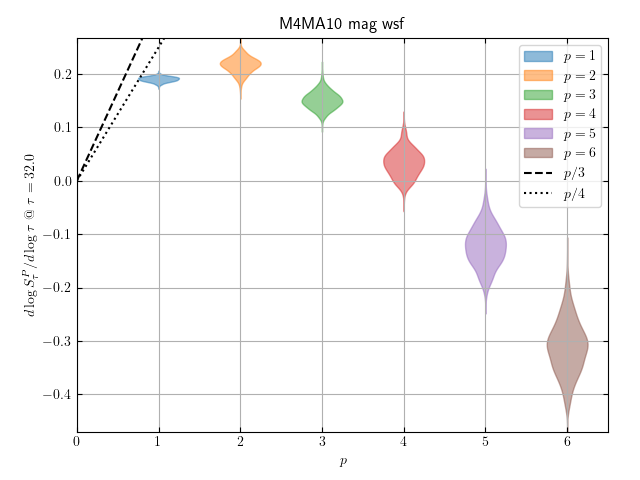 M4MA10 mag wsf
d log S_τ^P / d log τ @ τ = 32.0
0.2
0.1
0.0
−0.1
−0.2
−0.3
−0.4
p = 1
p = 2
p = 3
p = 4
p = 5
p = 6
p/3
p/4
0 1 2 3 4 5 6
p